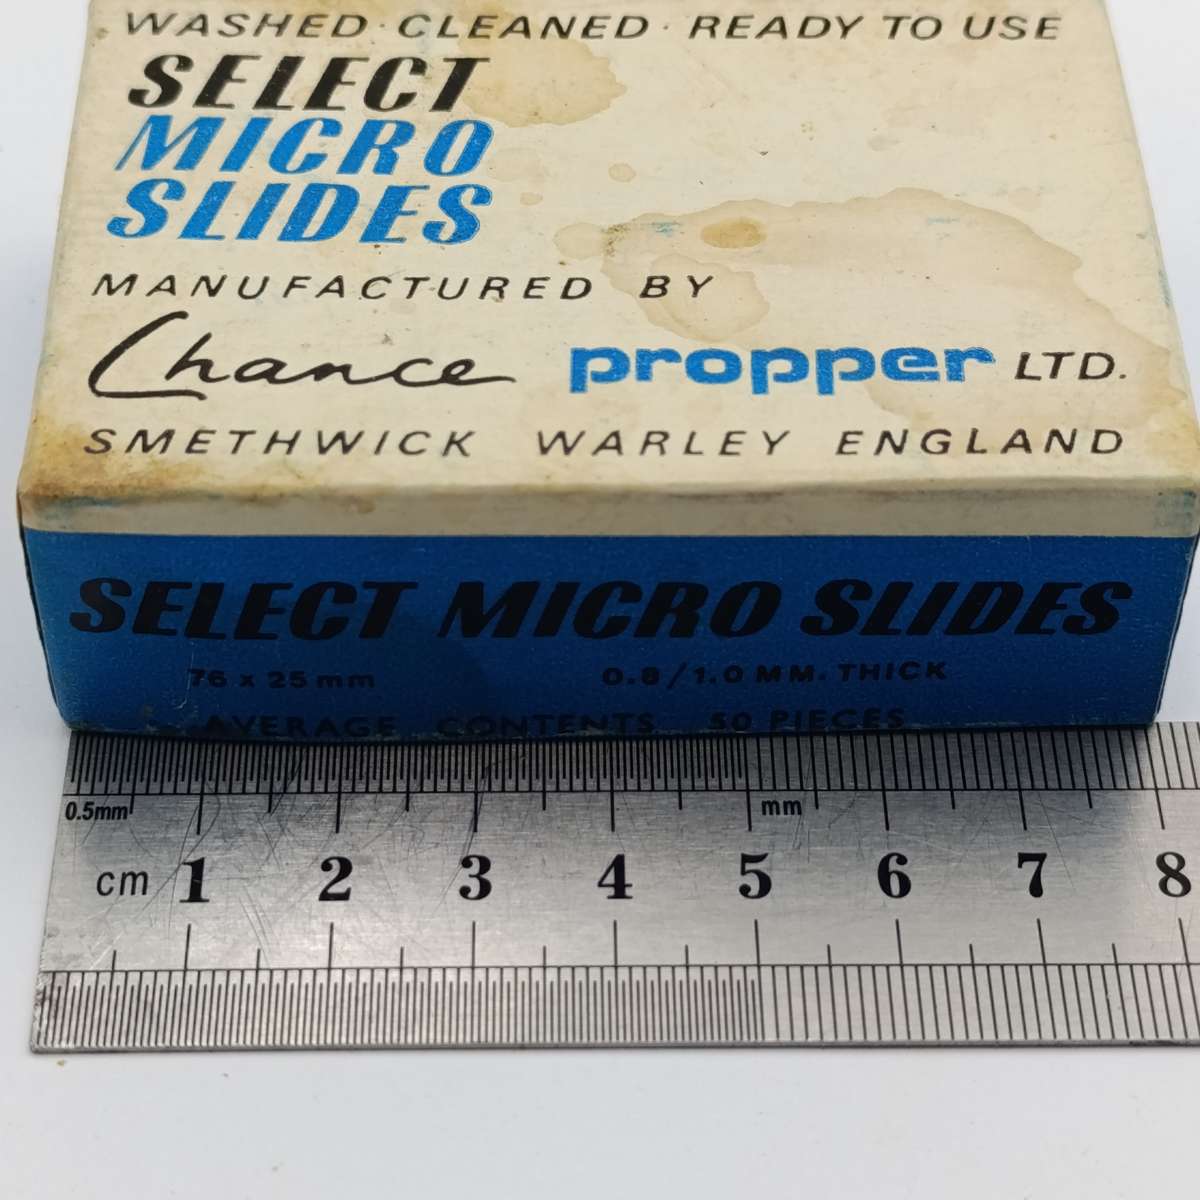 WASHED · CLEANED · READY TO USE
SELECT
MICRO
SLIDES
MANUFACTURED BY
Chance propper LTD.
SMETHWICK WARLEY ENGLAND
SELECT MICRO SLIDES
76 x 25 mm 0.8/1.0 MM. THICK
AVERAGE CONTENTS 50 PIECES
0.5mm mm
cm 1 2 3 4 5 6 7 8